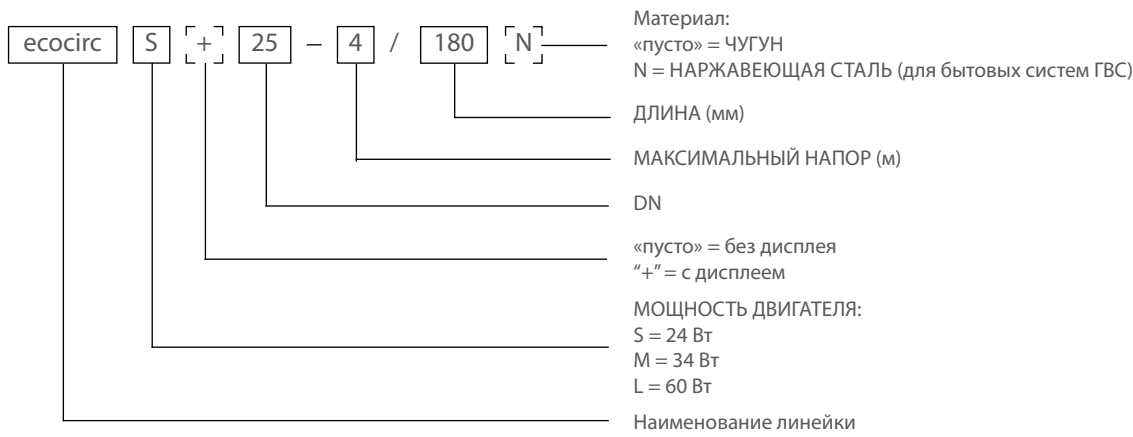 ecocirc S + 25 – 4 / 180 N
Материал:
«пусто» = ЧУГУН
N = НАРЖАВЕЮЩАЯ СТАЛЬ (для бытовых систем ГВС)
ДЛИНА (мм)
МАКСИМАЛЬНЫЙ НАПОР (м)
DN
«пусто» = без дисплея
“+” = с дисплеем
МОЩНОСТЬ ДВИГАТЕЛЯ:
S = 24 Вт
M = 34 Вт
L = 60 Вт
Наименование линейки